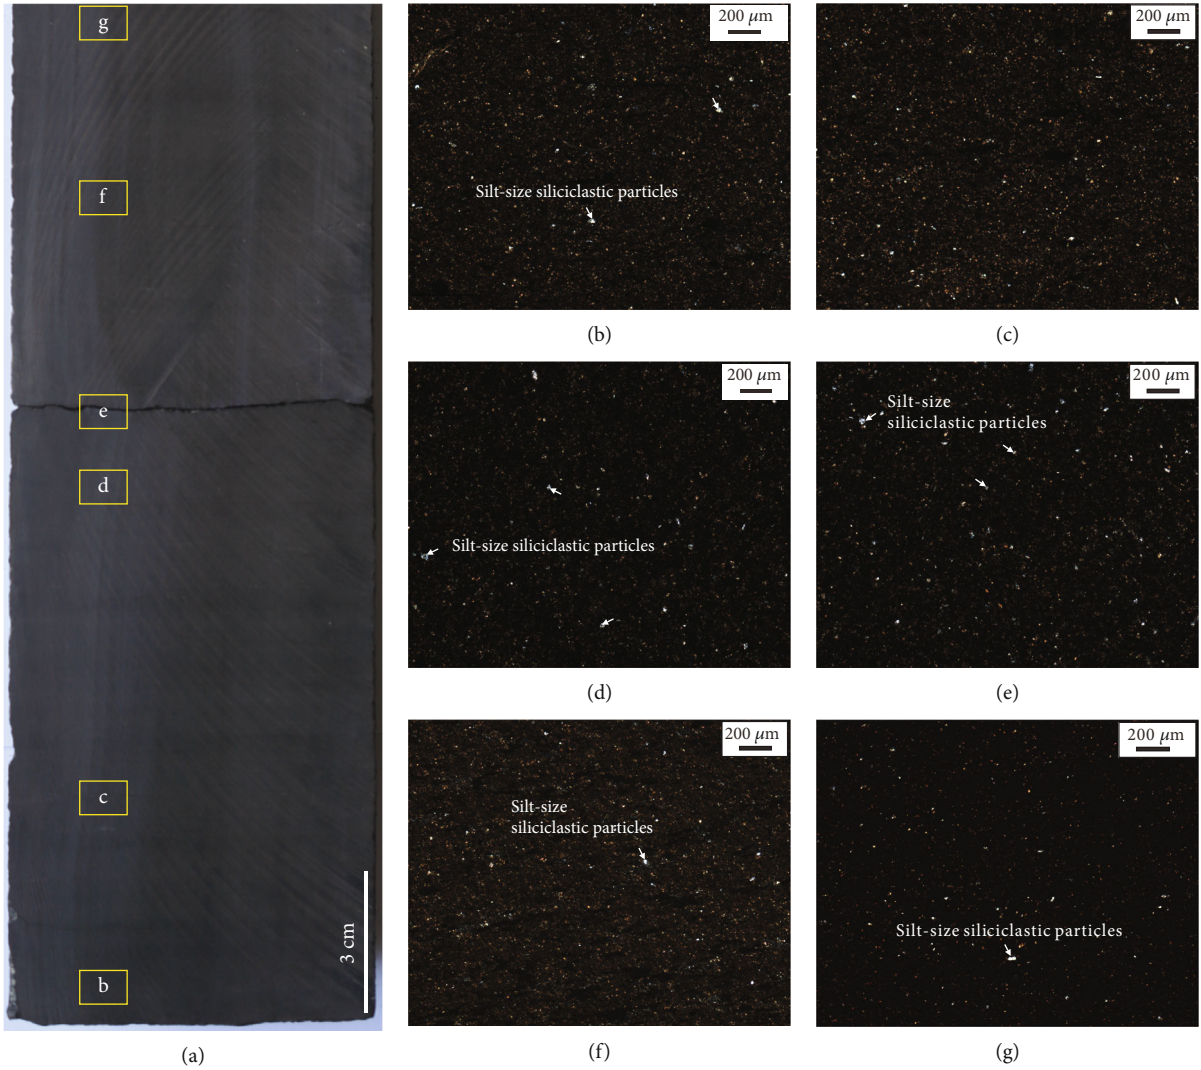 g
f
e
d
c
b
3 cm
(a)
200 μm
Silt-size siliciclastic particles
(b)
200 μm
(c)
200 μm
Silt-size siliciclastic particles
(d)
200 μm
Silt-size
siliciclastic particles
(e)
200 μm
Silt-size
siliciclastic particles
(f)
200 μm
Silt-size siliciclastic particles
(g)